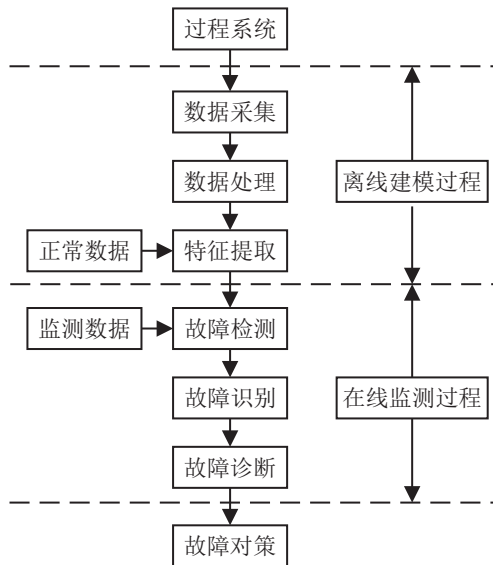 过程系统
数据采集
数据处理
离线建模过程
正常数据
特征提取
监测数据
故障检测
故障识别
在线监测过程
故障诊断
故障对策